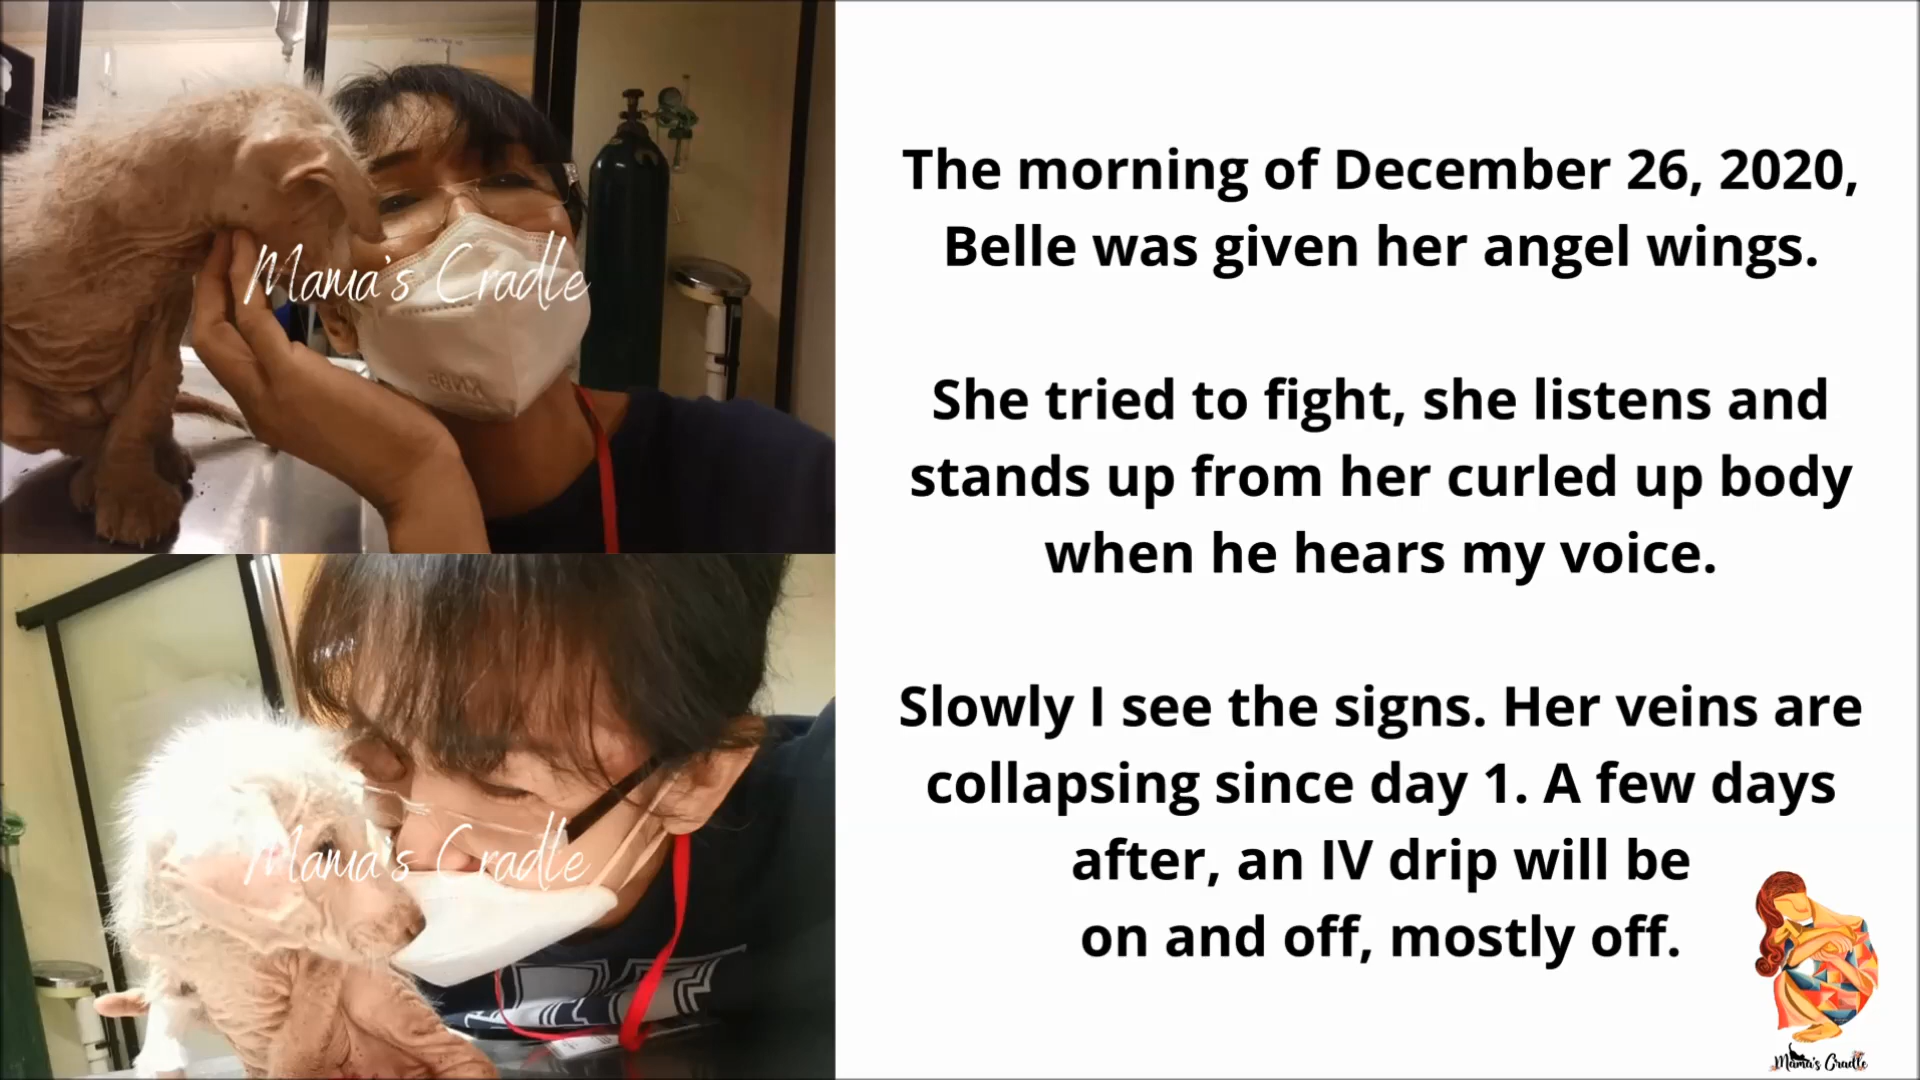 The morning of December 26, 2020,
Belle was given her angel wings.
She tried to fight, she listens and
stands up from her curled up body
when he hears my voice.
Slowly I see the signs. Her veins are
collapsing since day 1. A few days
after, an IV drip will be
on and off, mostly off.
Mama's Cradle
Mama's Cradle
KN95
Mama's Cradle